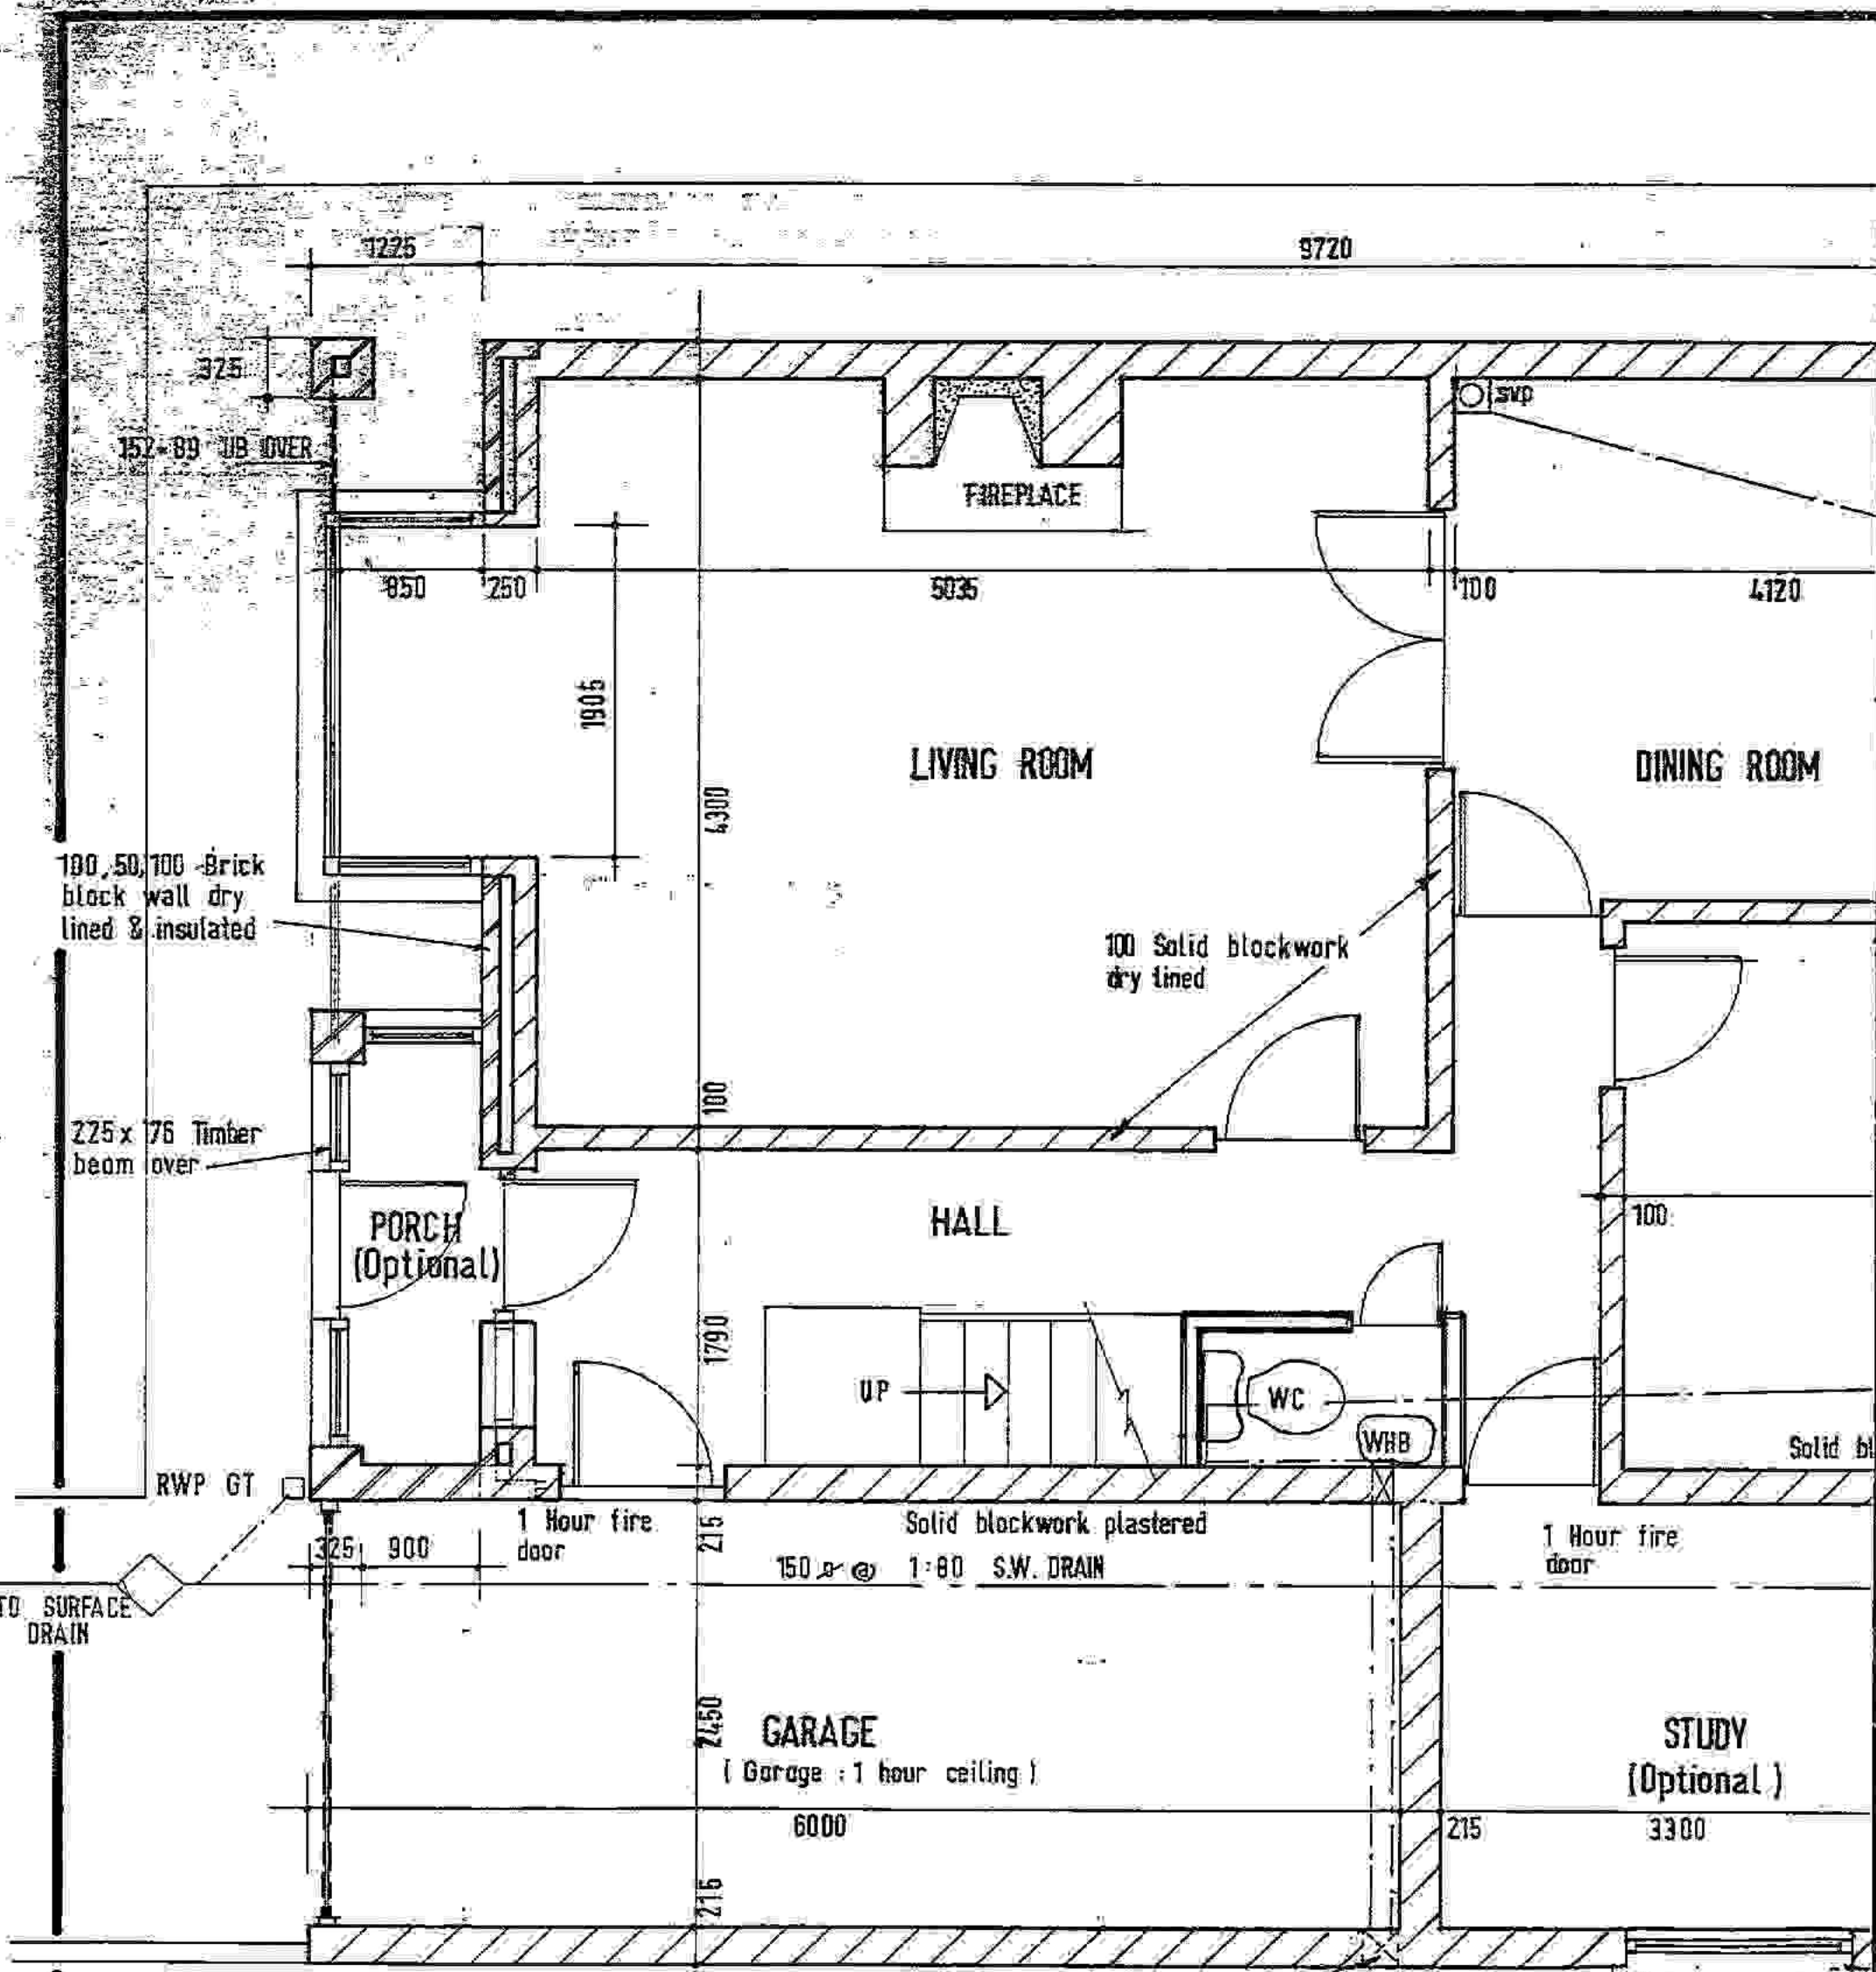 1225
9720
325
svp
152×89 UB OVER
FIREPLACE
850
250
5035
100
4120
1905
LIVING ROOM
DINING ROOM
4300
100,50,100 Brick
block wall dry
lined & insulated
100 Solid blockwork
dry lined
100
225 x 76 Timber
beam over
PORCH
(Optional)
HALL
100
1790
UP
WC
WHB
Solid bl
RWP GT
325
900
1 Hour fire
door
215
Solid blockwork plastered
1 Hour fire
door
150 ø @ 1:80 S.W. DRAIN
TO SURFACE
DRAIN
2450
GARAGE
( Garage : 1 hour ceiling )
STUDY
(Optional )
6000
215
3300
215